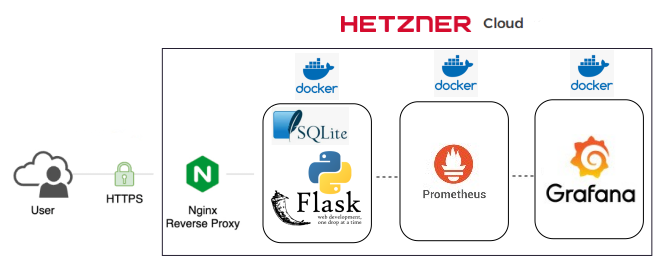 HETZNER Cloud
docker
docker
docker
SQLite
Flask
web development,
one drop at a time
Prometheus
Grafana
User
HTTPS
N
Nginx
Reverse Proxy